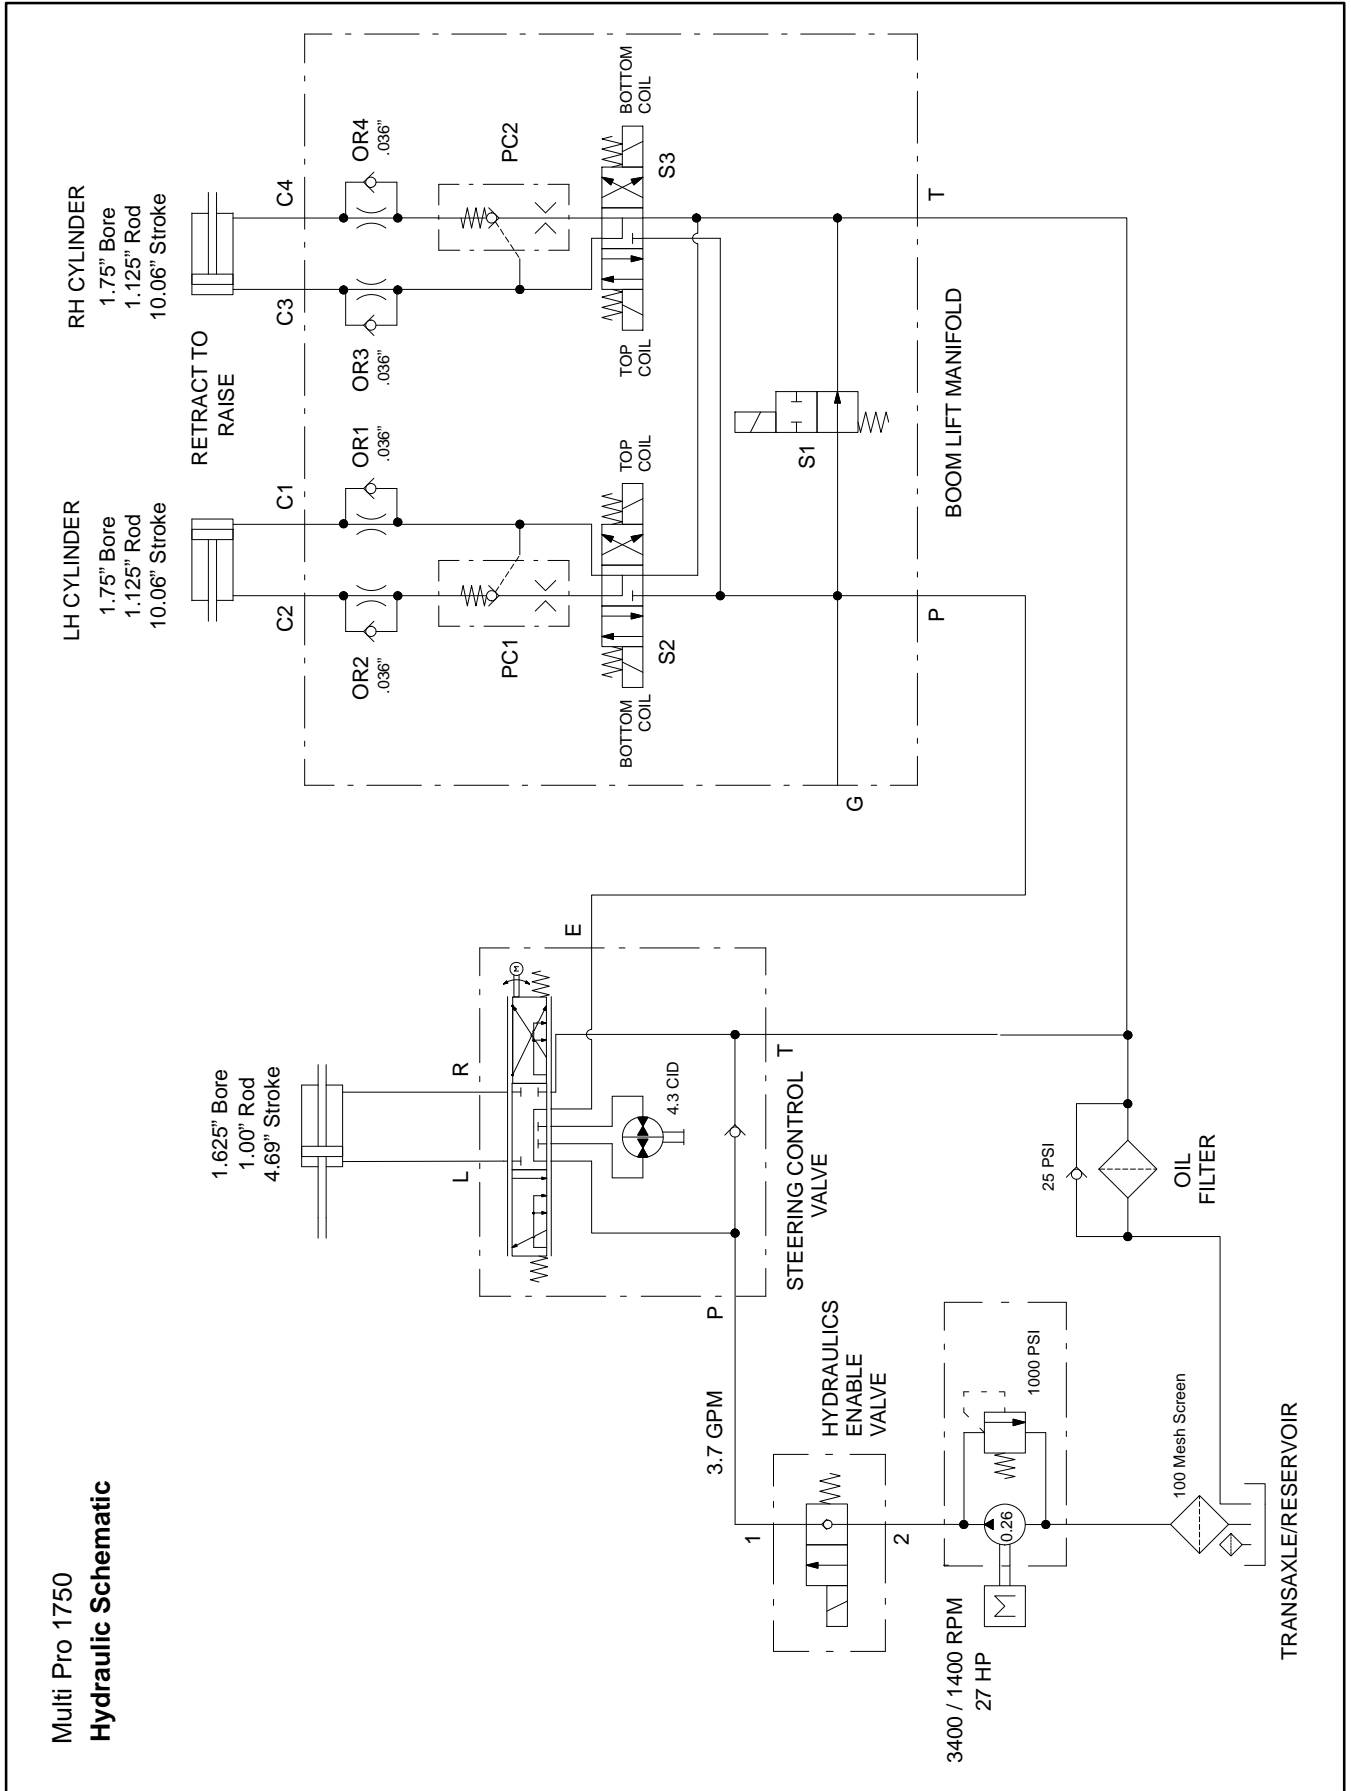 Multi Pro 1750
Hydraulic Schematic
LH CYLINDER
1.75” Bore
1.125” Rod
10.06” Stroke
RETRACT TO
RAISE
RH CYLINDER
1.75” Bore
1.125” Rod
10.06” Stroke
C2
C1
C3
C4
OR2
.036”
OR1
.036”
OR3
.036”
OR4
.036”
PC1
PC2
BOTTOM
COIL
S2
TOP
COIL
TOP
COIL
S3
BOTTOM
COIL
S1
G
P
T
BOOM LIFT MANIFOLD
1.625” Bore
1.00” Rod
4.69” Stroke
L
R
M
E
4.3 CID
P
T
STEERING CONTROL
VALVE
3.7 GPM
HYDRAULICS
ENABLE
VALVE
1
2
3400 / 1400 RPM
27 HP
M
0.26
1000 PSI
25 PSI
OIL
FILTER
100 Mesh Screen
TRANSAXLE/RESERVOIR